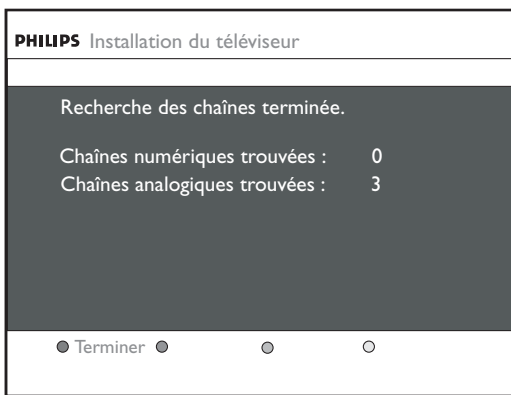 PHILIPS Installation du téléviseur
Recherche des chaînes terminée.
Chaînes numériques trouvées : 0
Chaînes analogiques trouvées : 3
Terminer